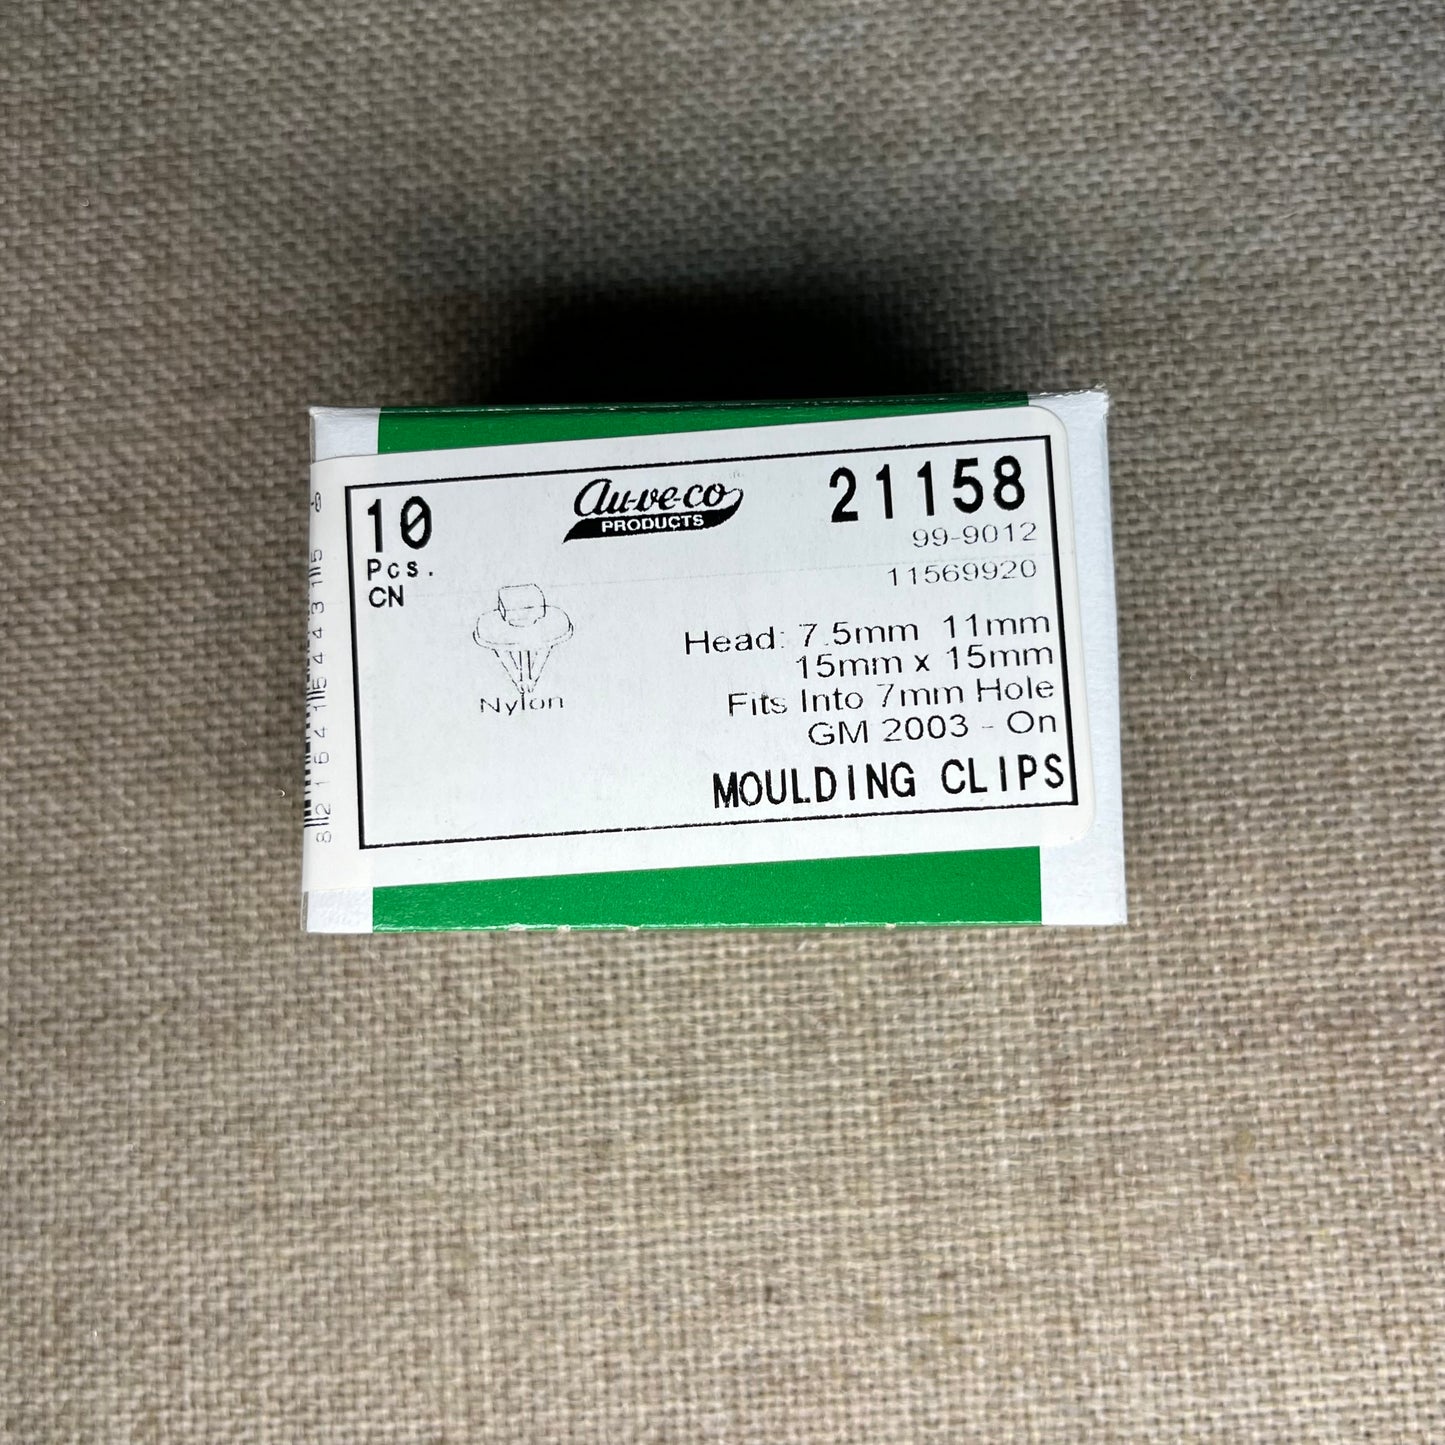 10
Pcs.
CN
au-ve-co
PRODUCTS
21158
99-9012
11569920
Head: 7.5mm 11mm
15mm x 15mm
Fits Into 7mm Hole
GM 2003 - On
Nylon
MOULDING CLIPS